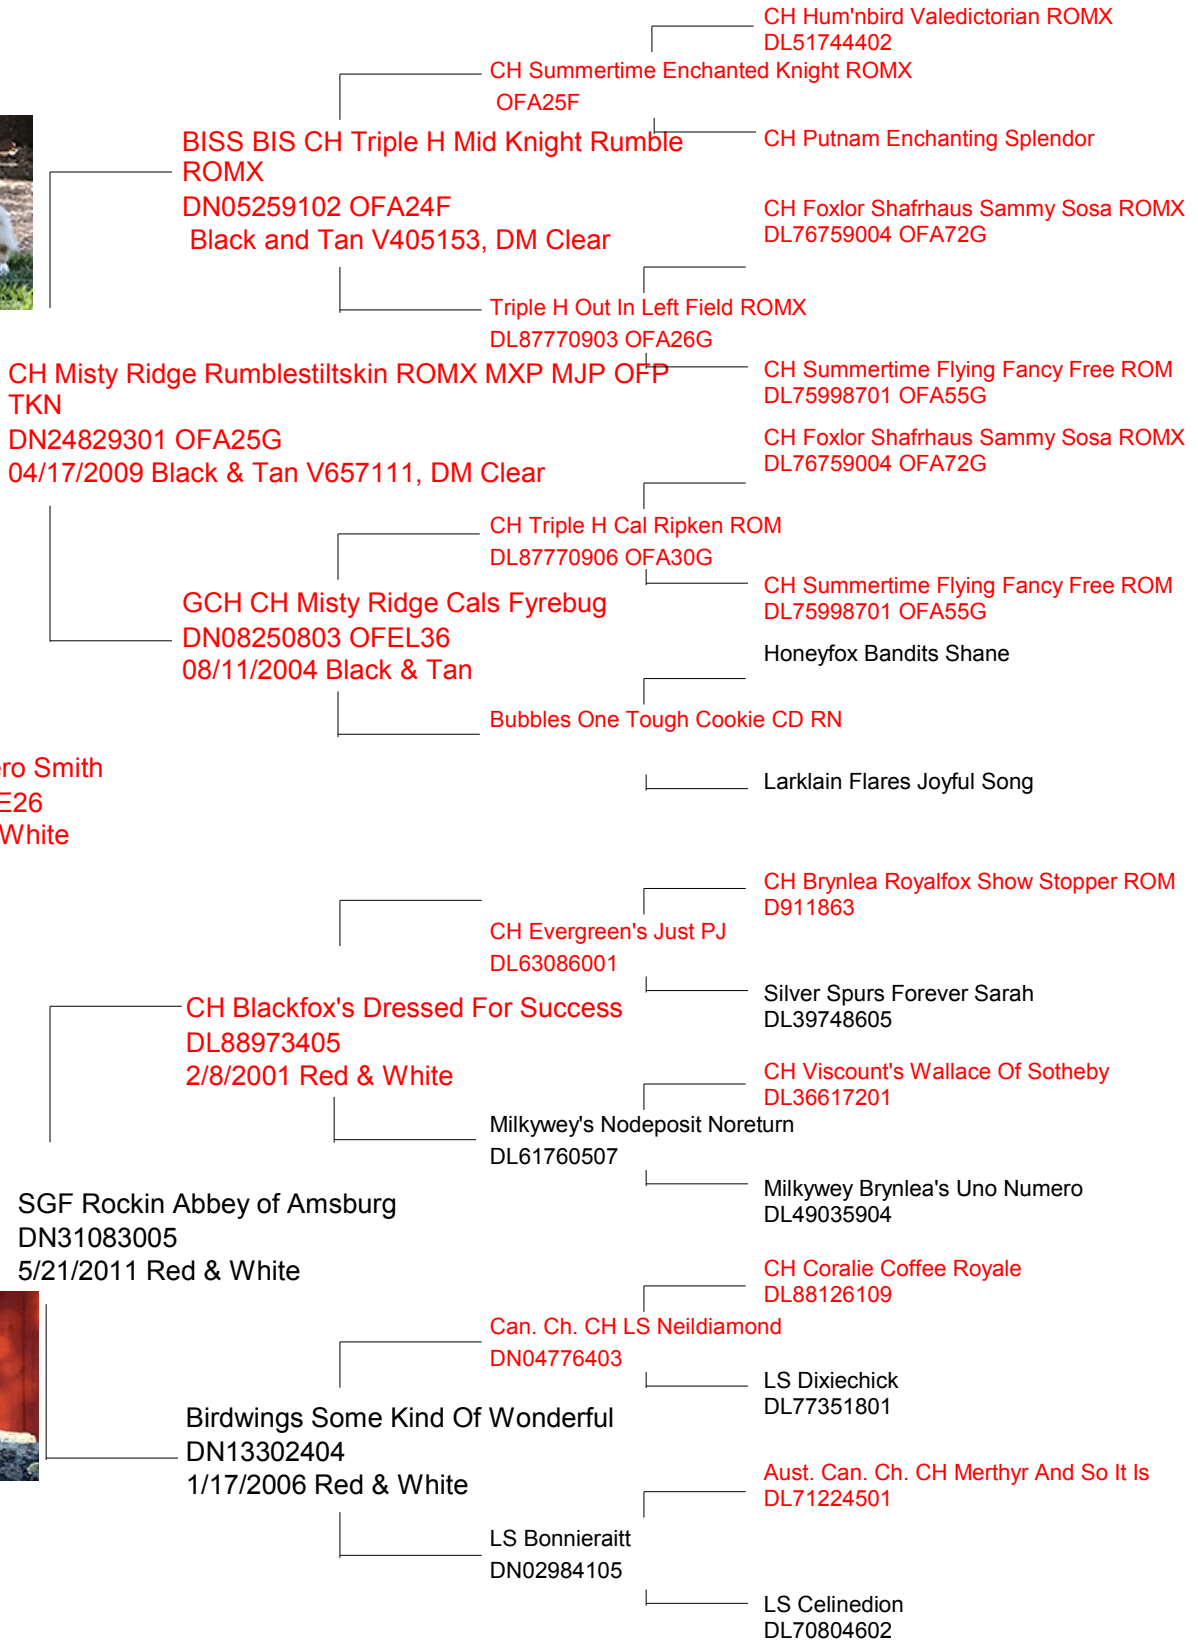 CH Hum'nbird Valedictorian ROMX
DL51744402
CH Summertime Enchanted Knight ROMX
OFA25F
BISS BIS CH Triple H Mid Knight Rumble
ROMX
DN05259102 OFA24F
Black and Tan V405153, DM Clear
CH Putnam Enchanting Splendor
CH Foxlor Shafrhaus Sammy Sosa ROMX
DL76759004 OFA72G
Triple H Out In Left Field ROMX
DL87770903 OFA26G
CH Summertime Flying Fancy Free ROM
DL75998701 OFA55G
CH Misty Ridge Rumblestiltskin ROMX MXP MJP OFP
TKN
DN24829301 OFA25G
04/17/2009 Black & Tan V657111, DM Clear
CH Foxlor Shafrhaus Sammy Sosa ROMX
DL76759004 OFA72G
CH Triple H Cal Ripken ROM
DL87770906 OFA30G
CH Summertime Flying Fancy Free ROM
DL75998701 OFA55G
GCH CH Misty Ridge Cals Fyrebug
DN08250803 OFEL36
08/11/2004 Black & Tan
Honeyfox Bandits Shane
Bubbles One Tough Cookie CD RN
Larklain Flares Joyful Song
ro Smith
E26
White
CH Brynlea Royalfox Show Stopper ROM
D911863
CH Evergreen's Just PJ
DL63086001
Silver Spurs Forever Sarah
DL39748605
CH Blackfox's Dressed For Success
DL88973405
2/8/2001 Red & White
CH Viscount's Wallace Of Sotheby
DL36617201
Milkywey's Nodeposit Noreturn
DL61760507
Milkywey Brynlea's Uno Numero
DL49035904
SGF Rockin Abbey of Amsburg
DN31083005
5/21/2011 Red & White
CH Coralie Coffee Royale
DL88126109
Can. Ch. CH LS Neildiamond
DN04776403
LS Dixiechick
DL77351801
Birdwings Some Kind Of Wonderful
DN13302404
1/17/2006 Red & White
Aust. Can. Ch. CH Merthyr And So It Is
DL71224501
LS Bonnieraitt
DN02984105
LS Celinedion
DL70804602